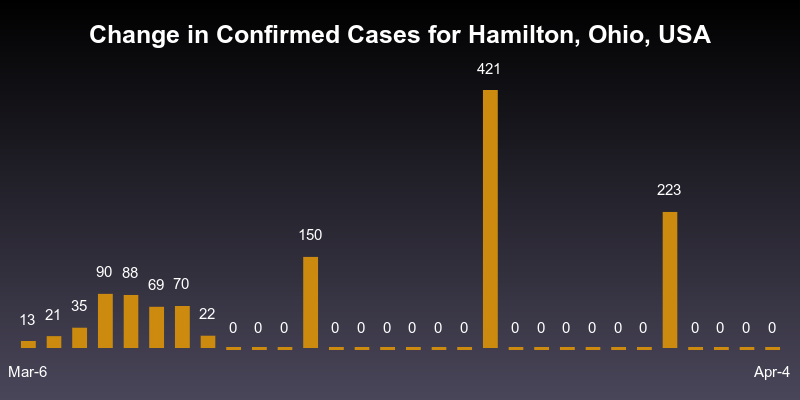 Change in Confirmed Cases for Hamilton, Ohio, USA
13 21 35 90 88 69 70 22 0 0 0 150 0 0 0 0 0 0 421 0 0 0 0 0 0 223 0 0 0 0
Mar-6 Apr-4